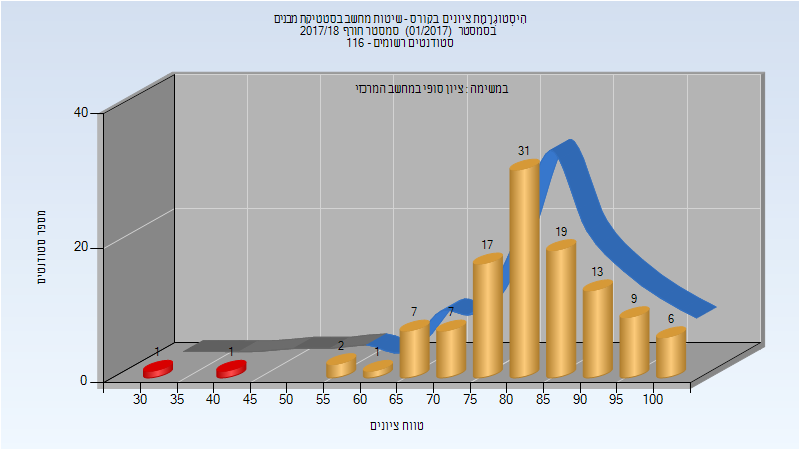 היסטוגרמת ציונים בקורס - שיטות מחשב בסטטיקת מבנים
בסמסטר (01/2017) סמסטר חורף 2017/18
סטודנטים רשומים - 116
במשימה : ציון סופי במחשב המרכזי
מספר סטודנטים
40
20
0
1
1
2
1
7
7
17
31
19
13
9
6
30 35 40 45 50 55 60 65 70 75 80 85 90 95 100
טווח ציונים